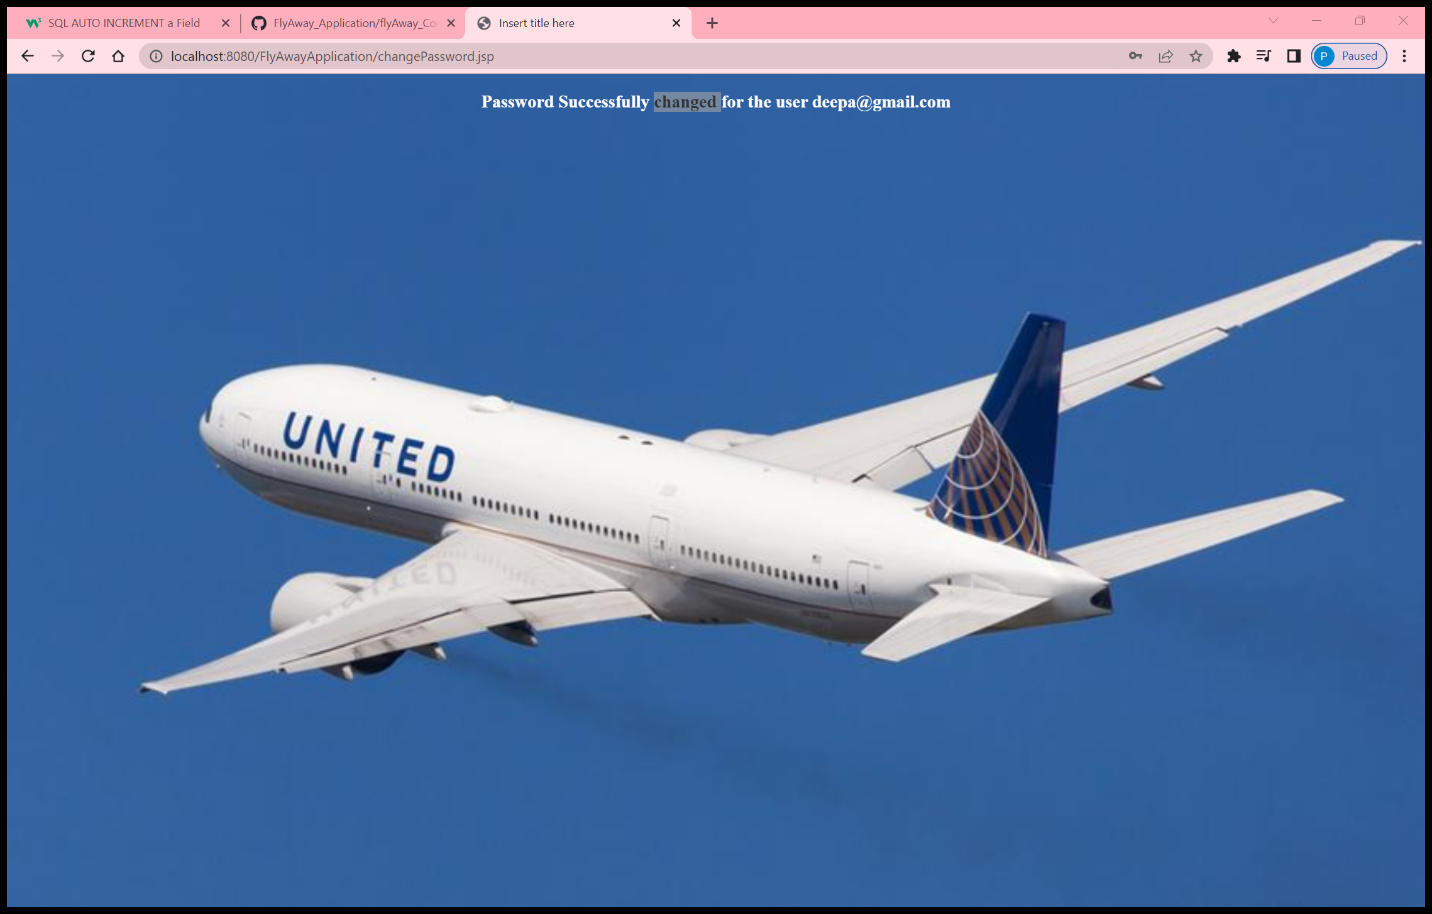 SQL AUTO INCREMENT a Field
FlyAway_Application/flyAway_Co
Insert title here
localhost:8080/FlyAwayApplication/changePassword.jsp
P
Paused
Password Successfully changed for the user deepa@gmail.com
UNITED
UNITED